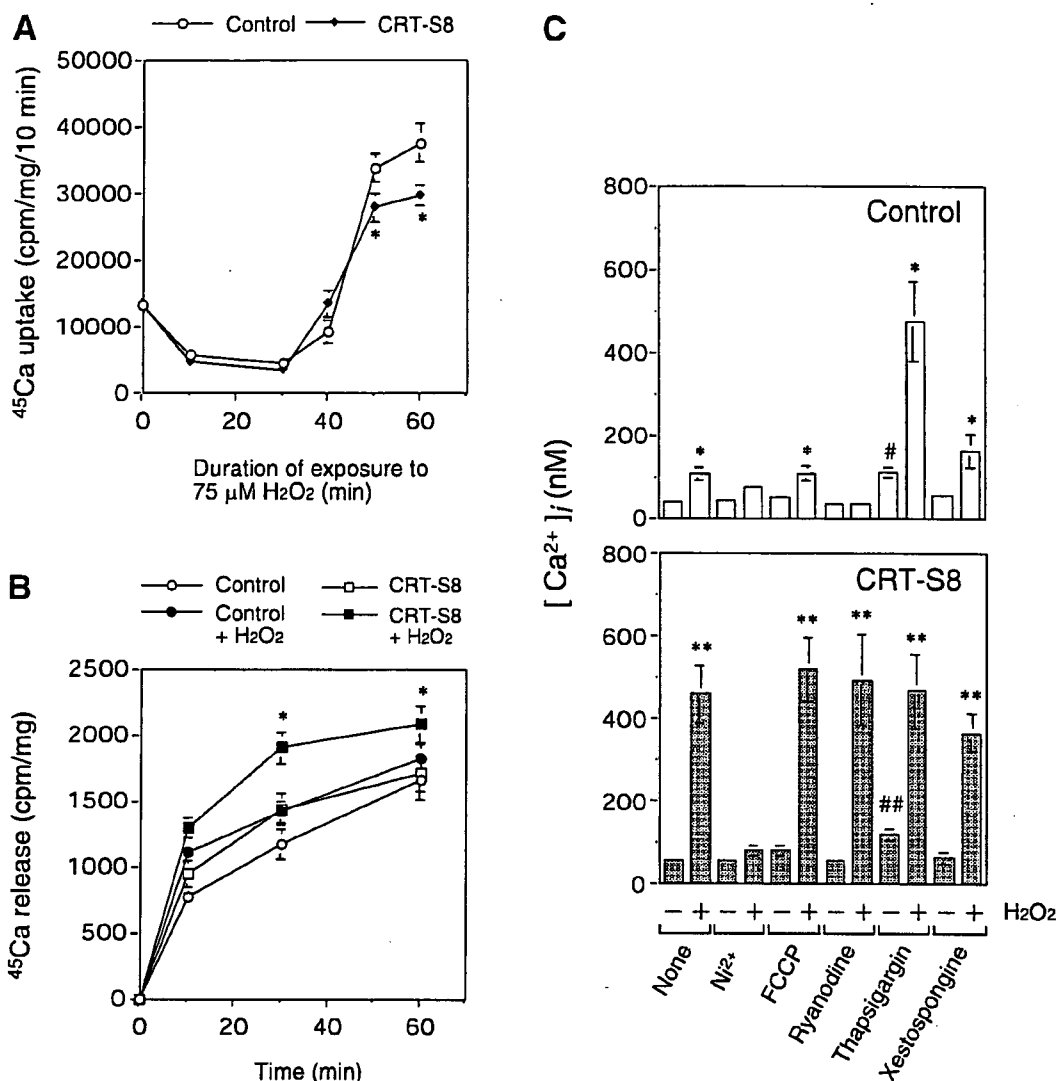 A
Control
CRT-S8
50000
40000
30000
20000
10000
0
*
*
0
20
40
60
⁴⁵Ca uptake (cpm/mg/10 min)
Duration of exposure to
75 μM H₂O₂ (min)
B
Control
CRT-S8
Control
+ H₂O₂
CRT-S8
+ H₂O₂
2500
2000
1500
1000
500
0
*
*
0
20
40
60
⁴⁵Ca release (cpm/mg)
Time (min)
C
800
600
400
200
0
Control
*
*
#
*
*
[Ca²⁺]i (nM)
800
600
400
200
0
CRT-S8
**
**
**
##
**
**
− + − + − + − + − + − + H₂O₂
None
Ni²⁺
FCCP
Ryanodine
Thapsigargin
Xestospongine